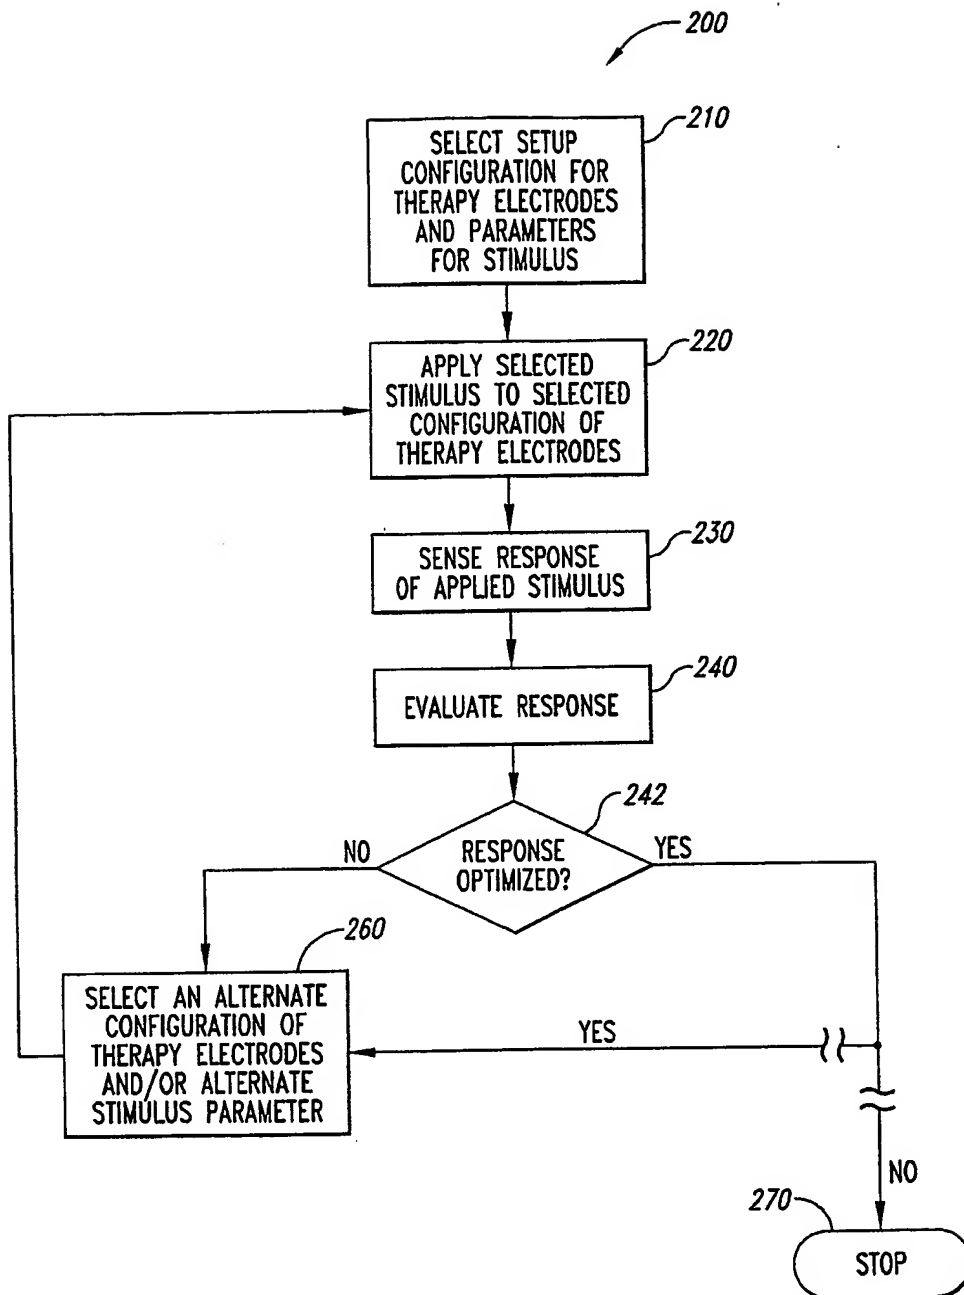 200
210
SELECT SETUP
CONFIGURATION FOR
THERAPY ELECTRODES
AND PARAMETERS
FOR STIMULUS
220
APPLY SELECTED
STIMULUS TO SELECTED
CONFIGURATION OF
THERAPY ELECTRODES
230
SENSE RESPONSE
OF APPLIED STIMULUS
240
EVALUATE RESPONSE
242
NO
RESPONSE
OPTIMIZED?
YES
260
SELECT AN ALTERNATE
CONFIGURATION OF
THERAPY ELECTRODES
AND/OR ALTERNATE
STIMULUS PARAMETER
YES
NO
270
STOP